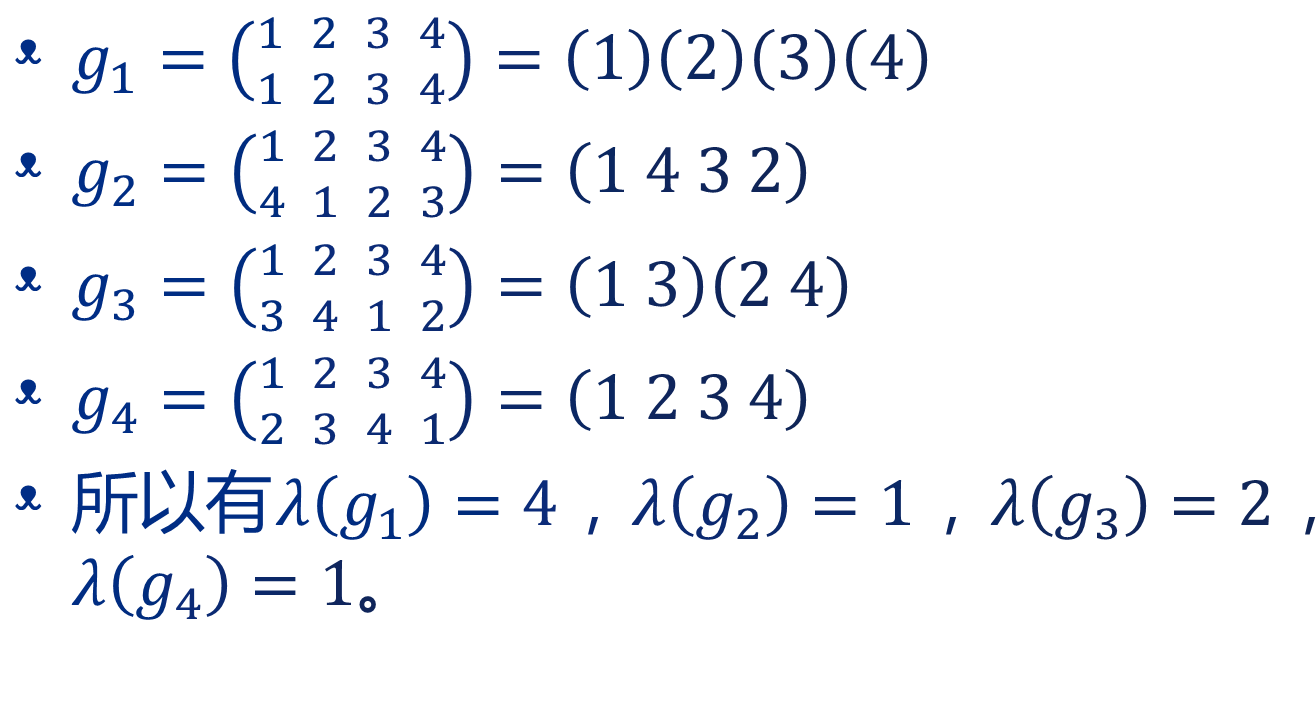 ᴥ g₁ = (1 2 3 4
1 2 3 4) = (1)(2)(3)(4)
ᴥ g₂ = (1 2 3 4
4 1 2 3) = (1 4 3 2)
ᴥ g₃ = (1 2 3 4
3 4 1 2) = (1 3)(2 4)
ᴥ g₄ = (1 2 3 4
2 3 4 1) = (1 2 3 4)
ᴥ 所以有λ(g₁) = 4，λ(g₂) = 1，λ(g₃) = 2，
λ(g₄) = 1。